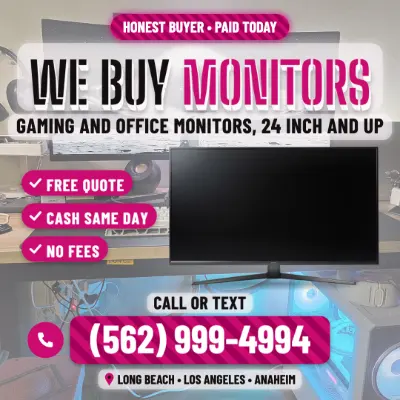 HONEST BUYER • PAID TODAY
WE BUY MONITORS
GAMING AND OFFICE MONITORS, 24 INCH AND UP
FREE QUOTE
CASH SAME DAY
NO FEES
CALL OR TEXT
(562) 999-4994
LONG BEACH • LOS ANGELES • ANAHEIM